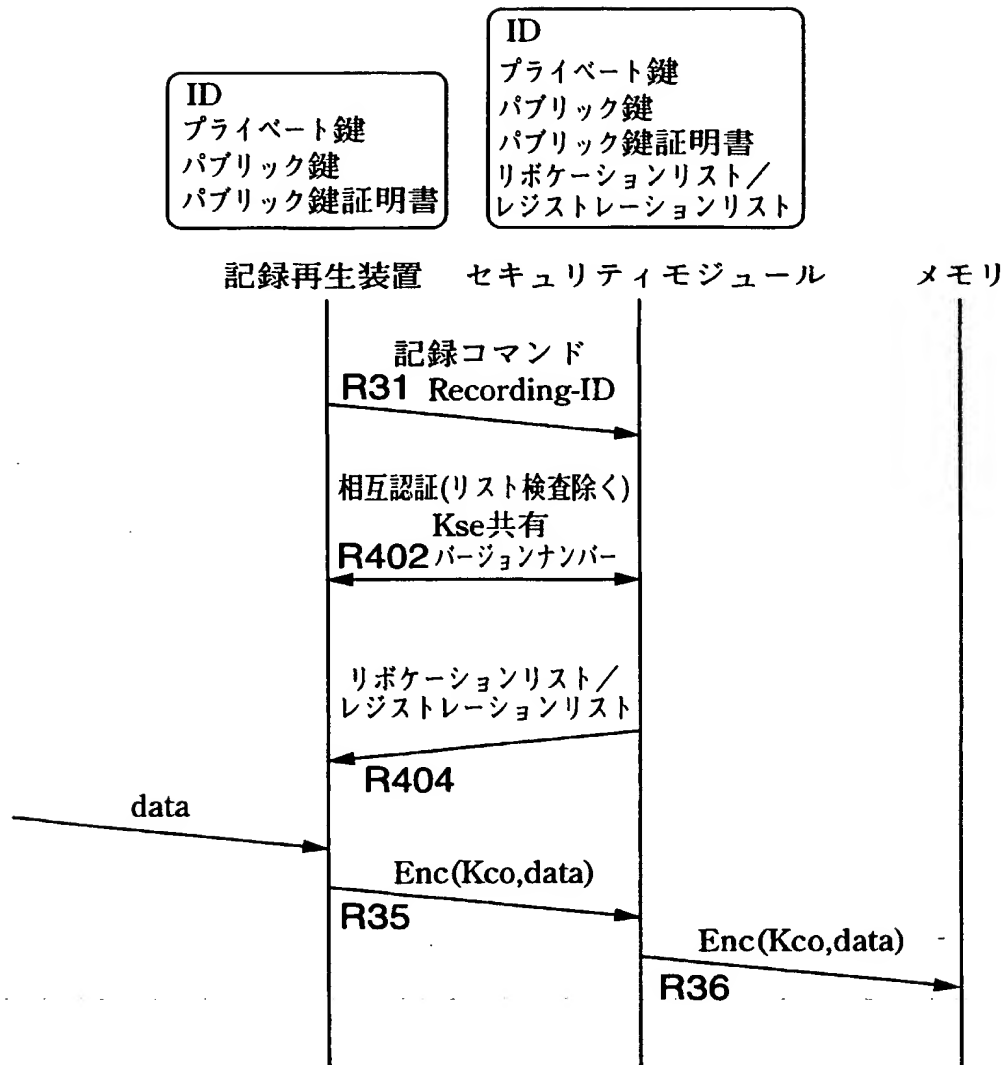 ID
プライベート鍵
パブリック鍵
パブリック鍵証明書
ID
プライベート鍵
パブリック鍵
パブリック鍵証明書
リボケーションリスト／
レジストレーションリスト
記録再生装置
セキュリティモジュール
メモリ
記録コマンド
R31 Recording-ID
相互認証(リスト検査除く)
Kse共有
R402 バージョンナンバー
リボケーションリスト／
レジストレーションリスト
R404
data
Enc(Kco,data)
R35
Enc(Kco,data)
R36